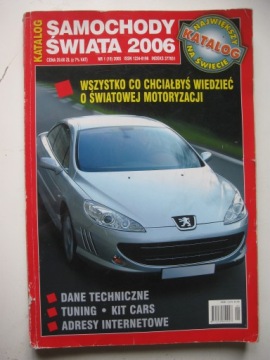 KATALOG
SAMOCHODY
ŚWIATA 2006
NAJWIĘKSZY
KATALOG
NA ŚWIECIE
WSZYSTKO CO CHCIAŁBYŚ WIEDZIEĆ
O ŚWIATOWEJ MOTORYZACJI
DANE TECHNICZNE
TUNING • KIT CARS
ADRESY INTERNETOWE